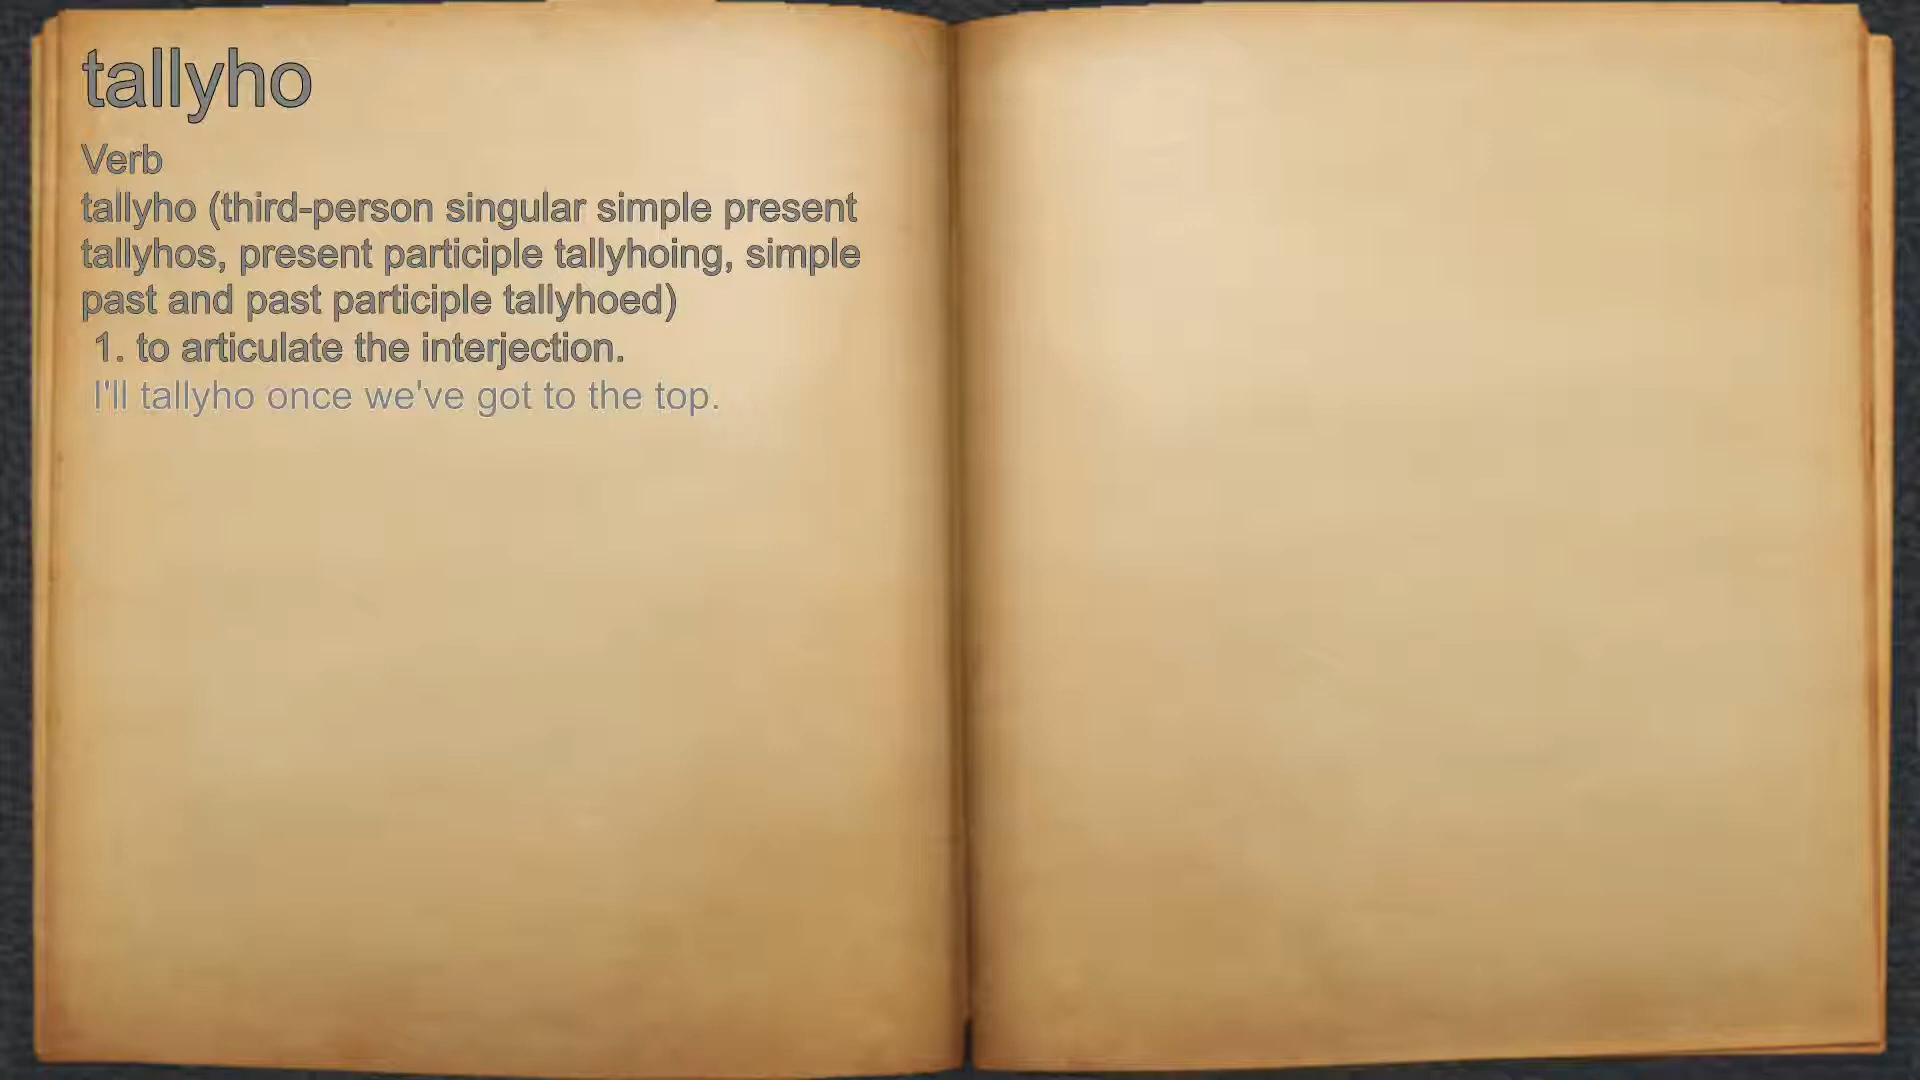 tallyho
Verb
tallyho (third-person singular simple present
tallyhos, present participle tallyhoing, simple
past and past participle tallyhoed)
1. to articulate the interjection.
I'll tallyho once we've got to the top.